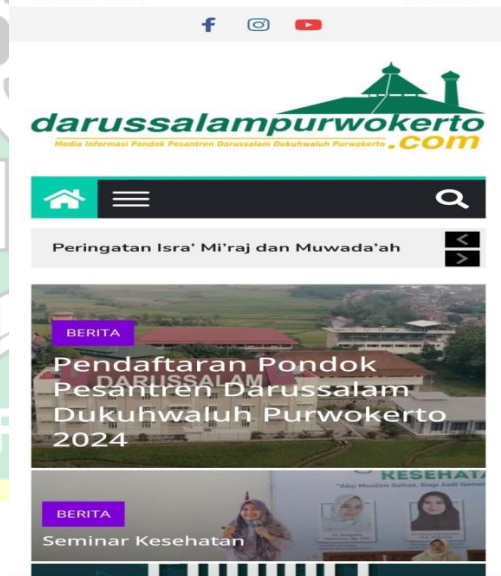 darussalampurwokerto
Media Informasi Pondok Pesantren Darussalam Dukuhwaluh Purwokerto
.COM
Peringatan Isra' Mi'raj dan Muwada'ah
BERITA
Pendaftaran Pondok
Pesantren Darussalam
DARUSSALAM
Dukuhwaluh Purwokerto
2024
KESEHATA
"Aku Muslim Sehat, Siap Jadi
BERITA
Seminar Kesehatan